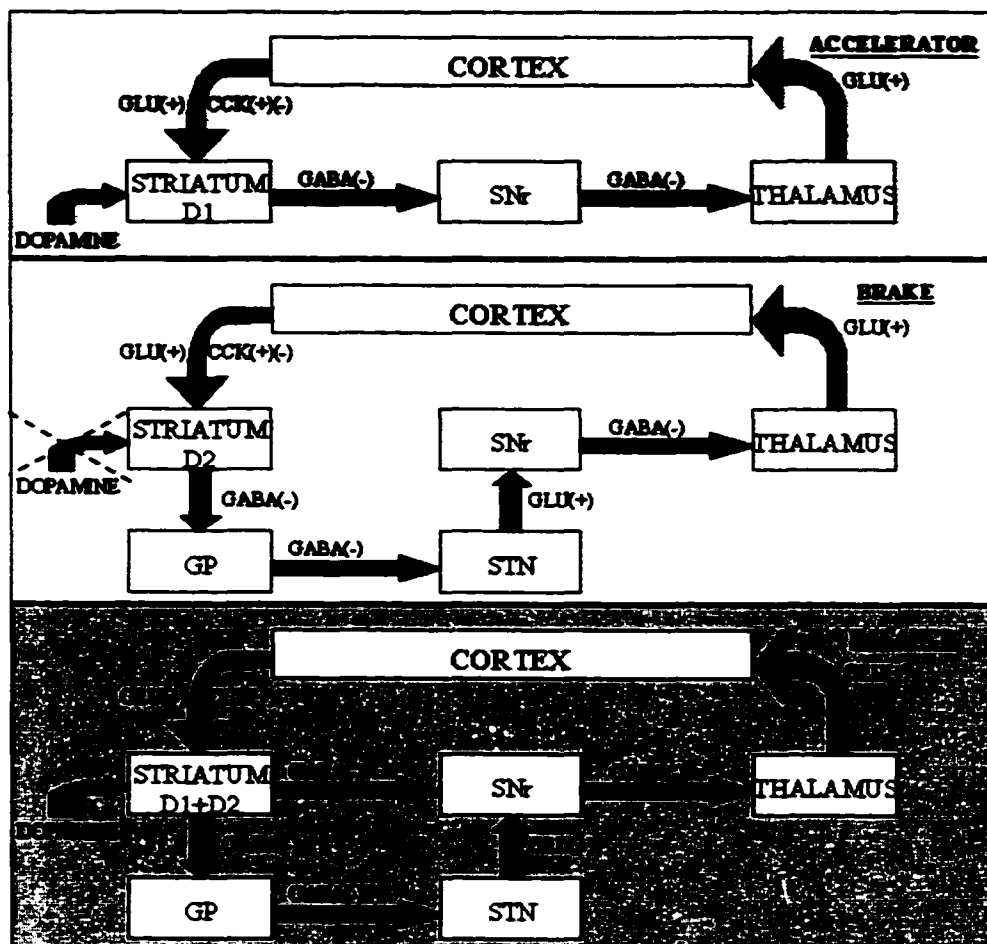 ACCELERATOR
CORTEX
GLU(+)
GLU(+) CCK(+)(-)
STRIATUM
D1
GABA(-)
SNr
GABA(-)
THALAMUS
DOPAMINE
BRAKE
CORTEX
GLU(+)
GLU(+) CCK(+)(-)
STRIATUM
D2
SNr
GABA(-)
THALAMUS
DOPAMINE
GABA(-)
GLU(+)
GP
GABA(-)
STN
CORTEX
STRIATUM
D1+D2
SNr
THALAMUS
GP
STN